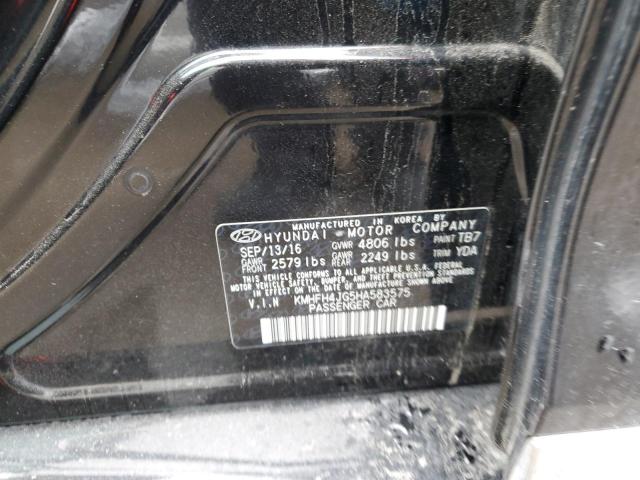 MANUFACTURED IN KOREA BY
HYUNDAI MOTOR COMPANY
SEP/13/16 GVWR 4806 lbs PAINT TB7
GAWR FRONT 2579 lbs GAWR REAR 2249 lbs TRIM YDA
THIS VEHICLE CONFORMS TO ALL APPLICABLE U.S.A. FEDERAL
MOTOR VEHICLE SAFETY, BUMPER, AND THEFT PREVENTION
STANDARDS IN EFFECT ON THE DATE OF MANUFACTURE
SHOWN ABOVE.
V.I.N KMHFH4JG5HA583575
PASSENGER CAR